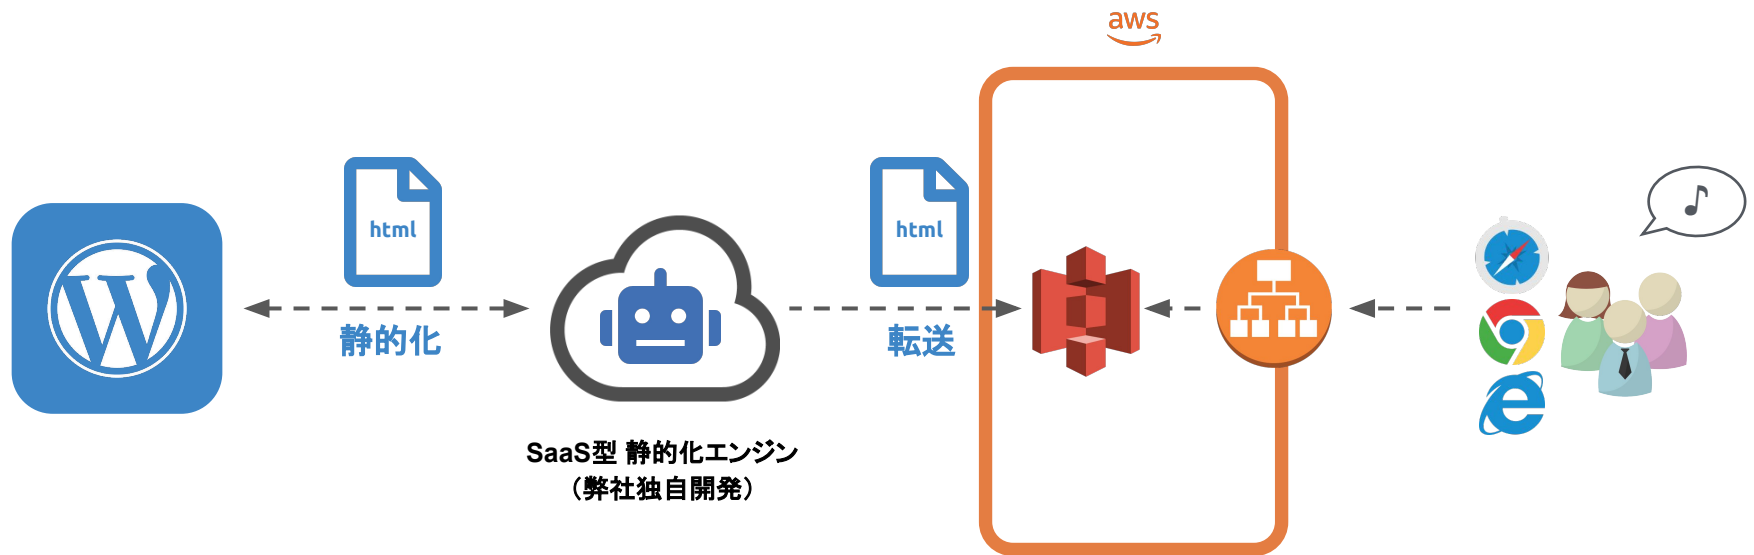 aws
html
html
静的化
転送
SaaS型 静的化エンジン
（弊社独自開発）